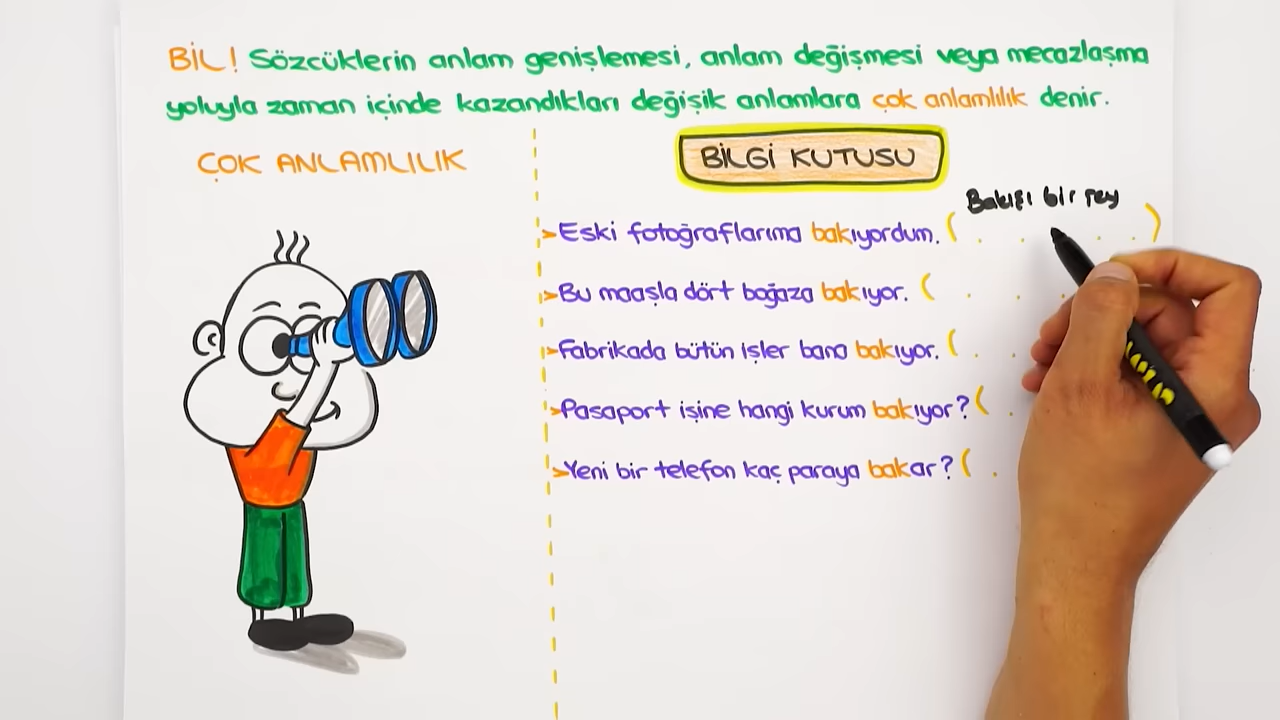 BİL! Sözcüklerin anlam genişlemesi, anlam değişmesi veya mecazlaşma
yoluyla zaman içinde kazandıkları değişik anlamlara çok anlamlılık denir.
ÇOK ANLAMLILIK
BİLGİ KUTUSU
Bakışı bir şey
➢Eski fotoğraflarıma bakıyordum. ( . . . . )
➢Bu maaşla dört boğaza bakıyor. ( . . .
➢Fabrikada bütün işler bana bakıyor. ( . .
➢Pasaport işine hangi kurum bakıyor? ( .
➢Yeni bir telefon kaç paraya bakar? ( .